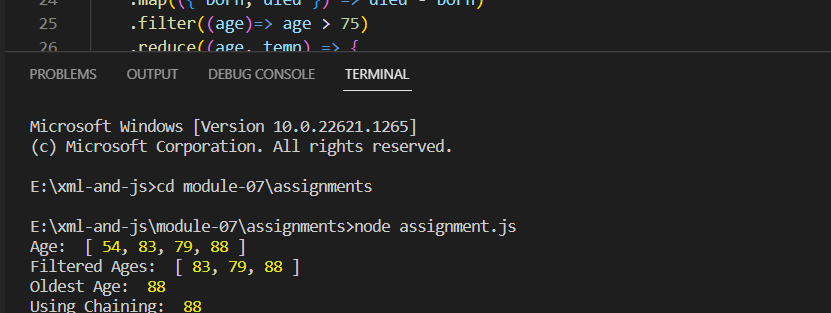 24 .map(({ born, died }) => died - born)
25 .filter((age)=> age > 75)
26 .reduce((age, temp) => {
PROBLEMS OUTPUT DEBUG CONSOLE TERMINAL
Microsoft Windows [Version 10.0.22621.1265]
(c) Microsoft Corporation. All rights reserved.
E:\xml-and-js>cd module-07\assignments
E:\xml-and-js\module-07\assignments>node assignment.js
Age:  [ 54, 83, 79, 88 ]
Filtered Ages:  [ 83, 79, 88 ]
Oldest Age:  88
Using Chaining:  88